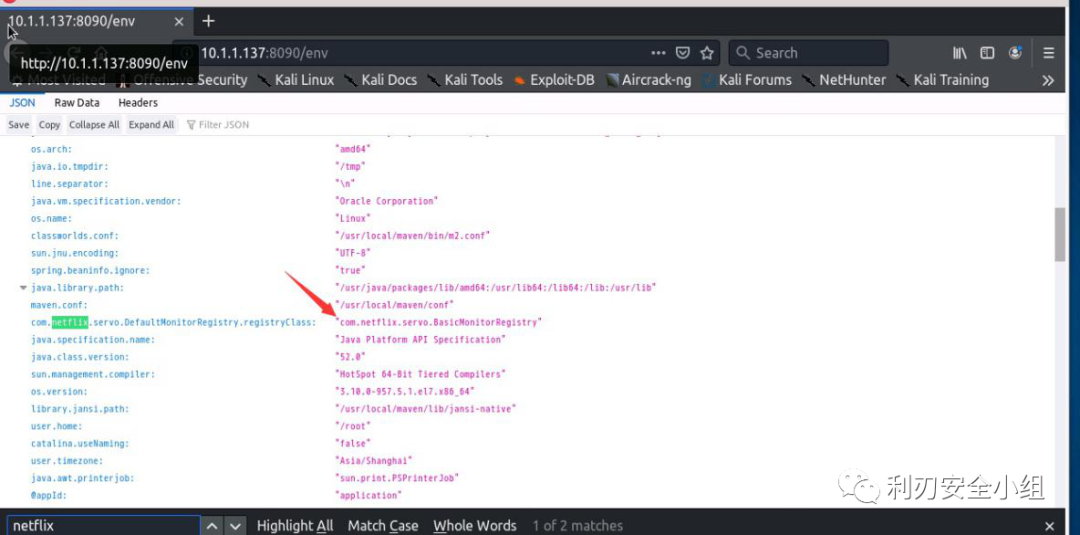 10.1.1.137:8090/env × +
10.1.1.137:8090/env ••• Search
http://10.1.1.137:8090/env
Most Visited Offensive Security Kali Linux Kali Docs Kali Tools Exploit-DB Aircrack-ng Kali Forums NetHunter Kali Training »
JSON Raw Data Headers
Save Copy Collapse All Expand All Filter JSON
os.arch: "amd64"
java.io.tmpdir: "/tmp"
line.separator: "\n"
java.vm.specification.vendor: "Oracle Corporation"
os.name: "Linux"
classworlds.conf: "/usr/local/maven/bin/m2.conf"
sun.jnu.encoding: "UTF-8"
spring.beaninfo.ignore: "true"
java.library.path: "/usr/java/packages/lib/amd64:/usr/lib64:/lib64:/lib:/usr/lib"
maven.conf: "/usr/local/maven/conf"
com.netflix.servo.DefaultMonitorRegistry.registryClass: "com.netflix.servo.BasicMonitorRegistry"
java.specification.name: "Java Platform API Specification"
java.class.version: "52.0"
sun.management.compiler: "HotSpot 64-Bit Tiered Compilers"
os.version: "3.10.0-957.5.1.el7.x86_64"
library.jansi.path: "/usr/local/maven/lib/jansi-native"
user.home: "/root"
catalina.useNaming: "false"
user.timezone: "Asia/Shanghai"
java.awt.printerjob: "sun.print.PSPrinterJob"
@appId: "application"
利刃安全小组
netflix Highlight All Match Case Whole Words 1 of 2 matches ×